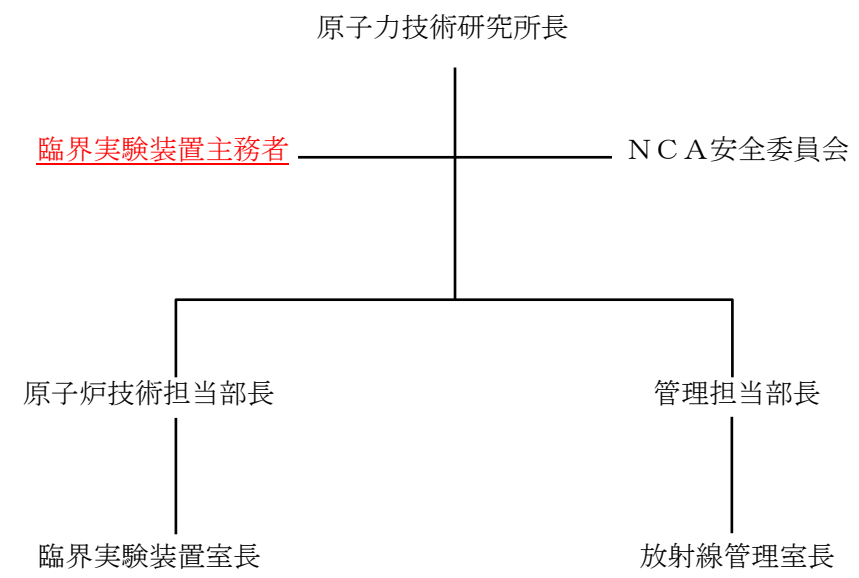 原子力技術研究所長
臨界実験装置主務者
ＮＣＡ安全委員会
原子炉技術担当部長
管理担当部長
臨界実験装置室長
放射線管理室長